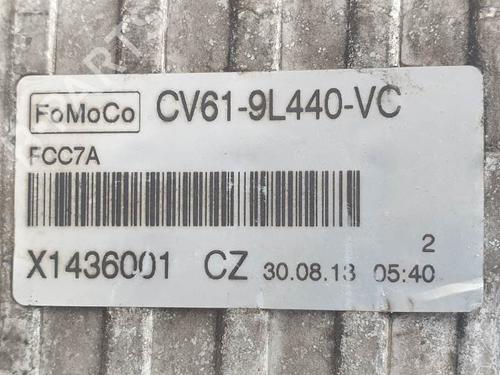 FoMoCo CV61-9L440-VC
FCC7A
2
X1436001 CZ 30.08.13 05:40